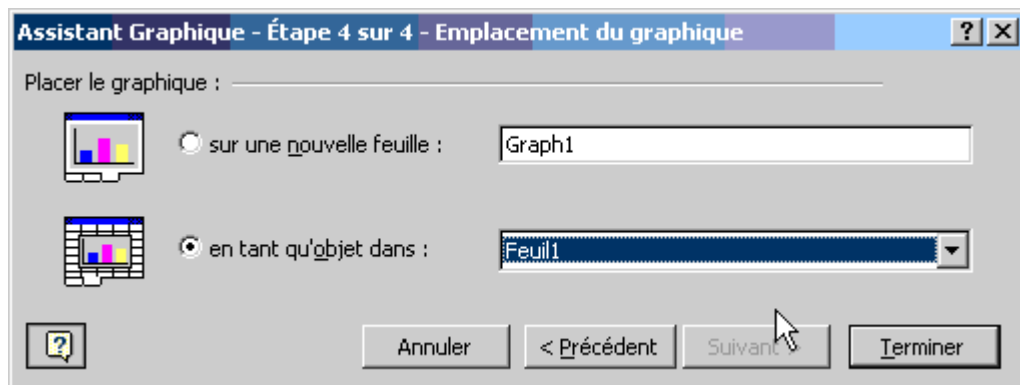 Assistant Graphique - Étape 4 sur 4 - Emplacement du graphique
Placer le graphique :
sur une nouvelle feuille : Graph1
en tant qu'objet dans : Feuil1
Annuler < Précédent Suivant > Terminer